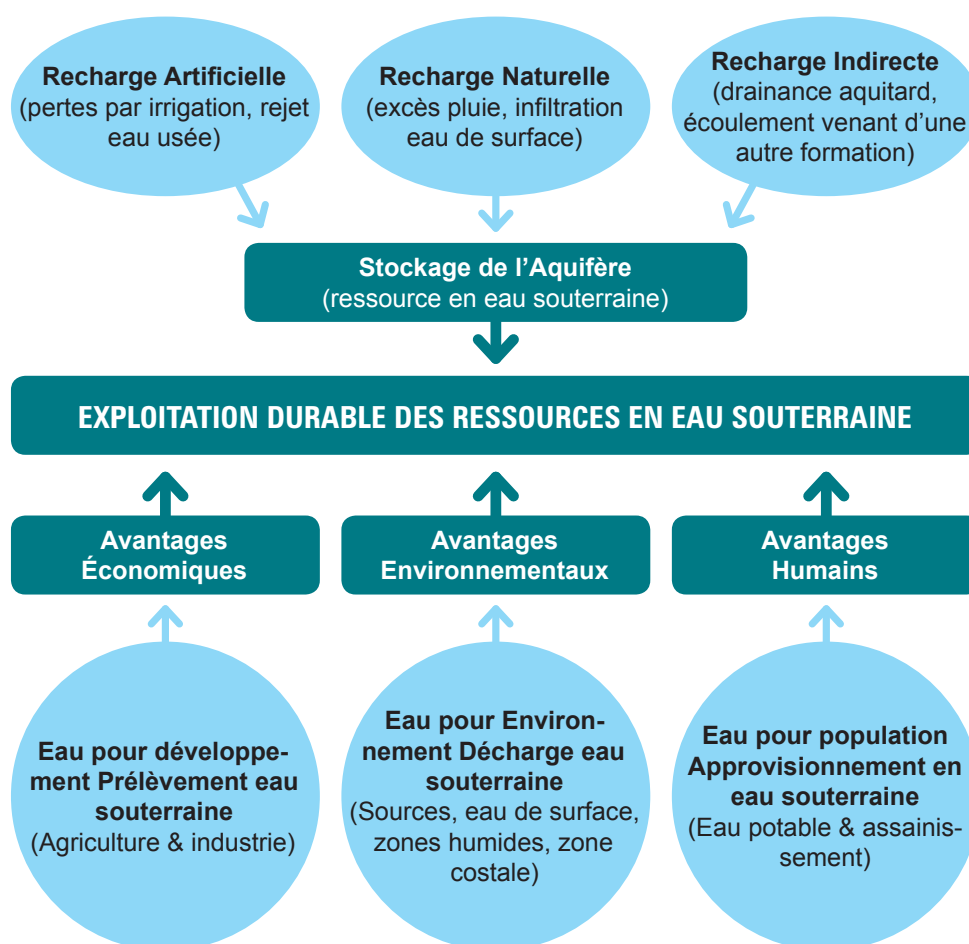 Recharge Artificielle
(pertes par irrigation, rejet
eau usée)
Recharge Naturelle
(excès pluie, infiltration
eau de surface)
Recharge Indirecte
(drainance aquitard,
écoulement venant d’une
autre formation)
Stockage de l’Aquifère
(ressource en eau souterraine)
EXPLOITATION DURABLE DES RESSOURCES EN EAU SOUTERRAINE
Avantages
Économiques
Avantages
Environnementaux
Avantages
Humains
Eau pour développe-
ment Prélèvement eau
souterraine
(Agriculture & industrie)
Eau pour Environ-
nement Décharge eau
souterraine
(Sources, eau de surface,
zones humides, zone
costale)
Eau pour population
Approvisionnement en
eau souterraine
(Eau potable & assainis-
sement)